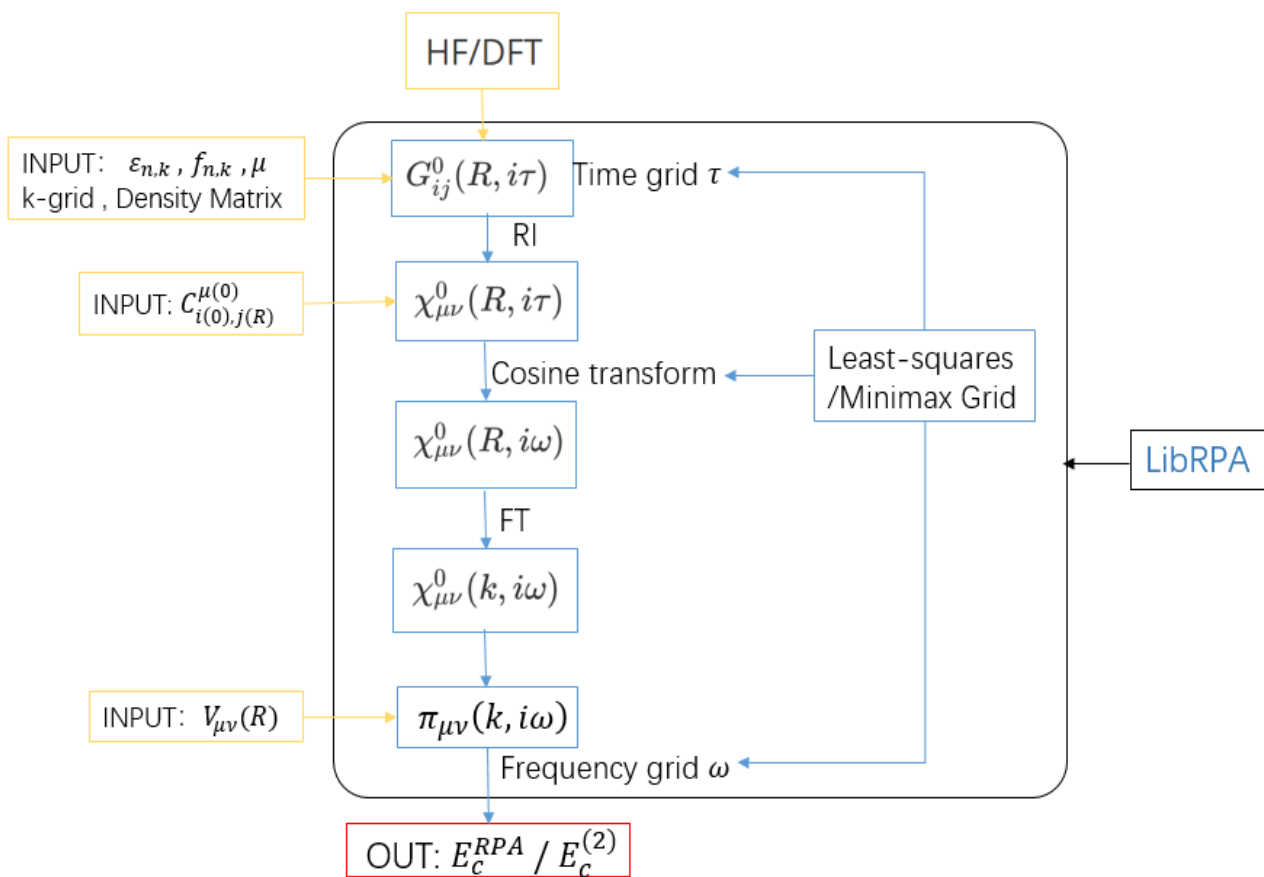 HF/DFT
INPUT: ε_{n,k} , f_{n,k} , μ
k-grid , Density Matrix
G^0_{ij}(R, iτ)
Time grid τ
RI
INPUT: C^{μ(0)}_{i(0),j(R)}
χ^0_{μν}(R, iτ)
Cosine transform
Least-squares
/Minimax Grid
χ^0_{μν}(R, iω)
LibRPA
FT
χ^0_{μν}(k, iω)
INPUT: V_{μν}(R)
π_{μν}(k, iω)
Frequency grid ω
OUT: E_c^{RPA} / E_c^{(2)}